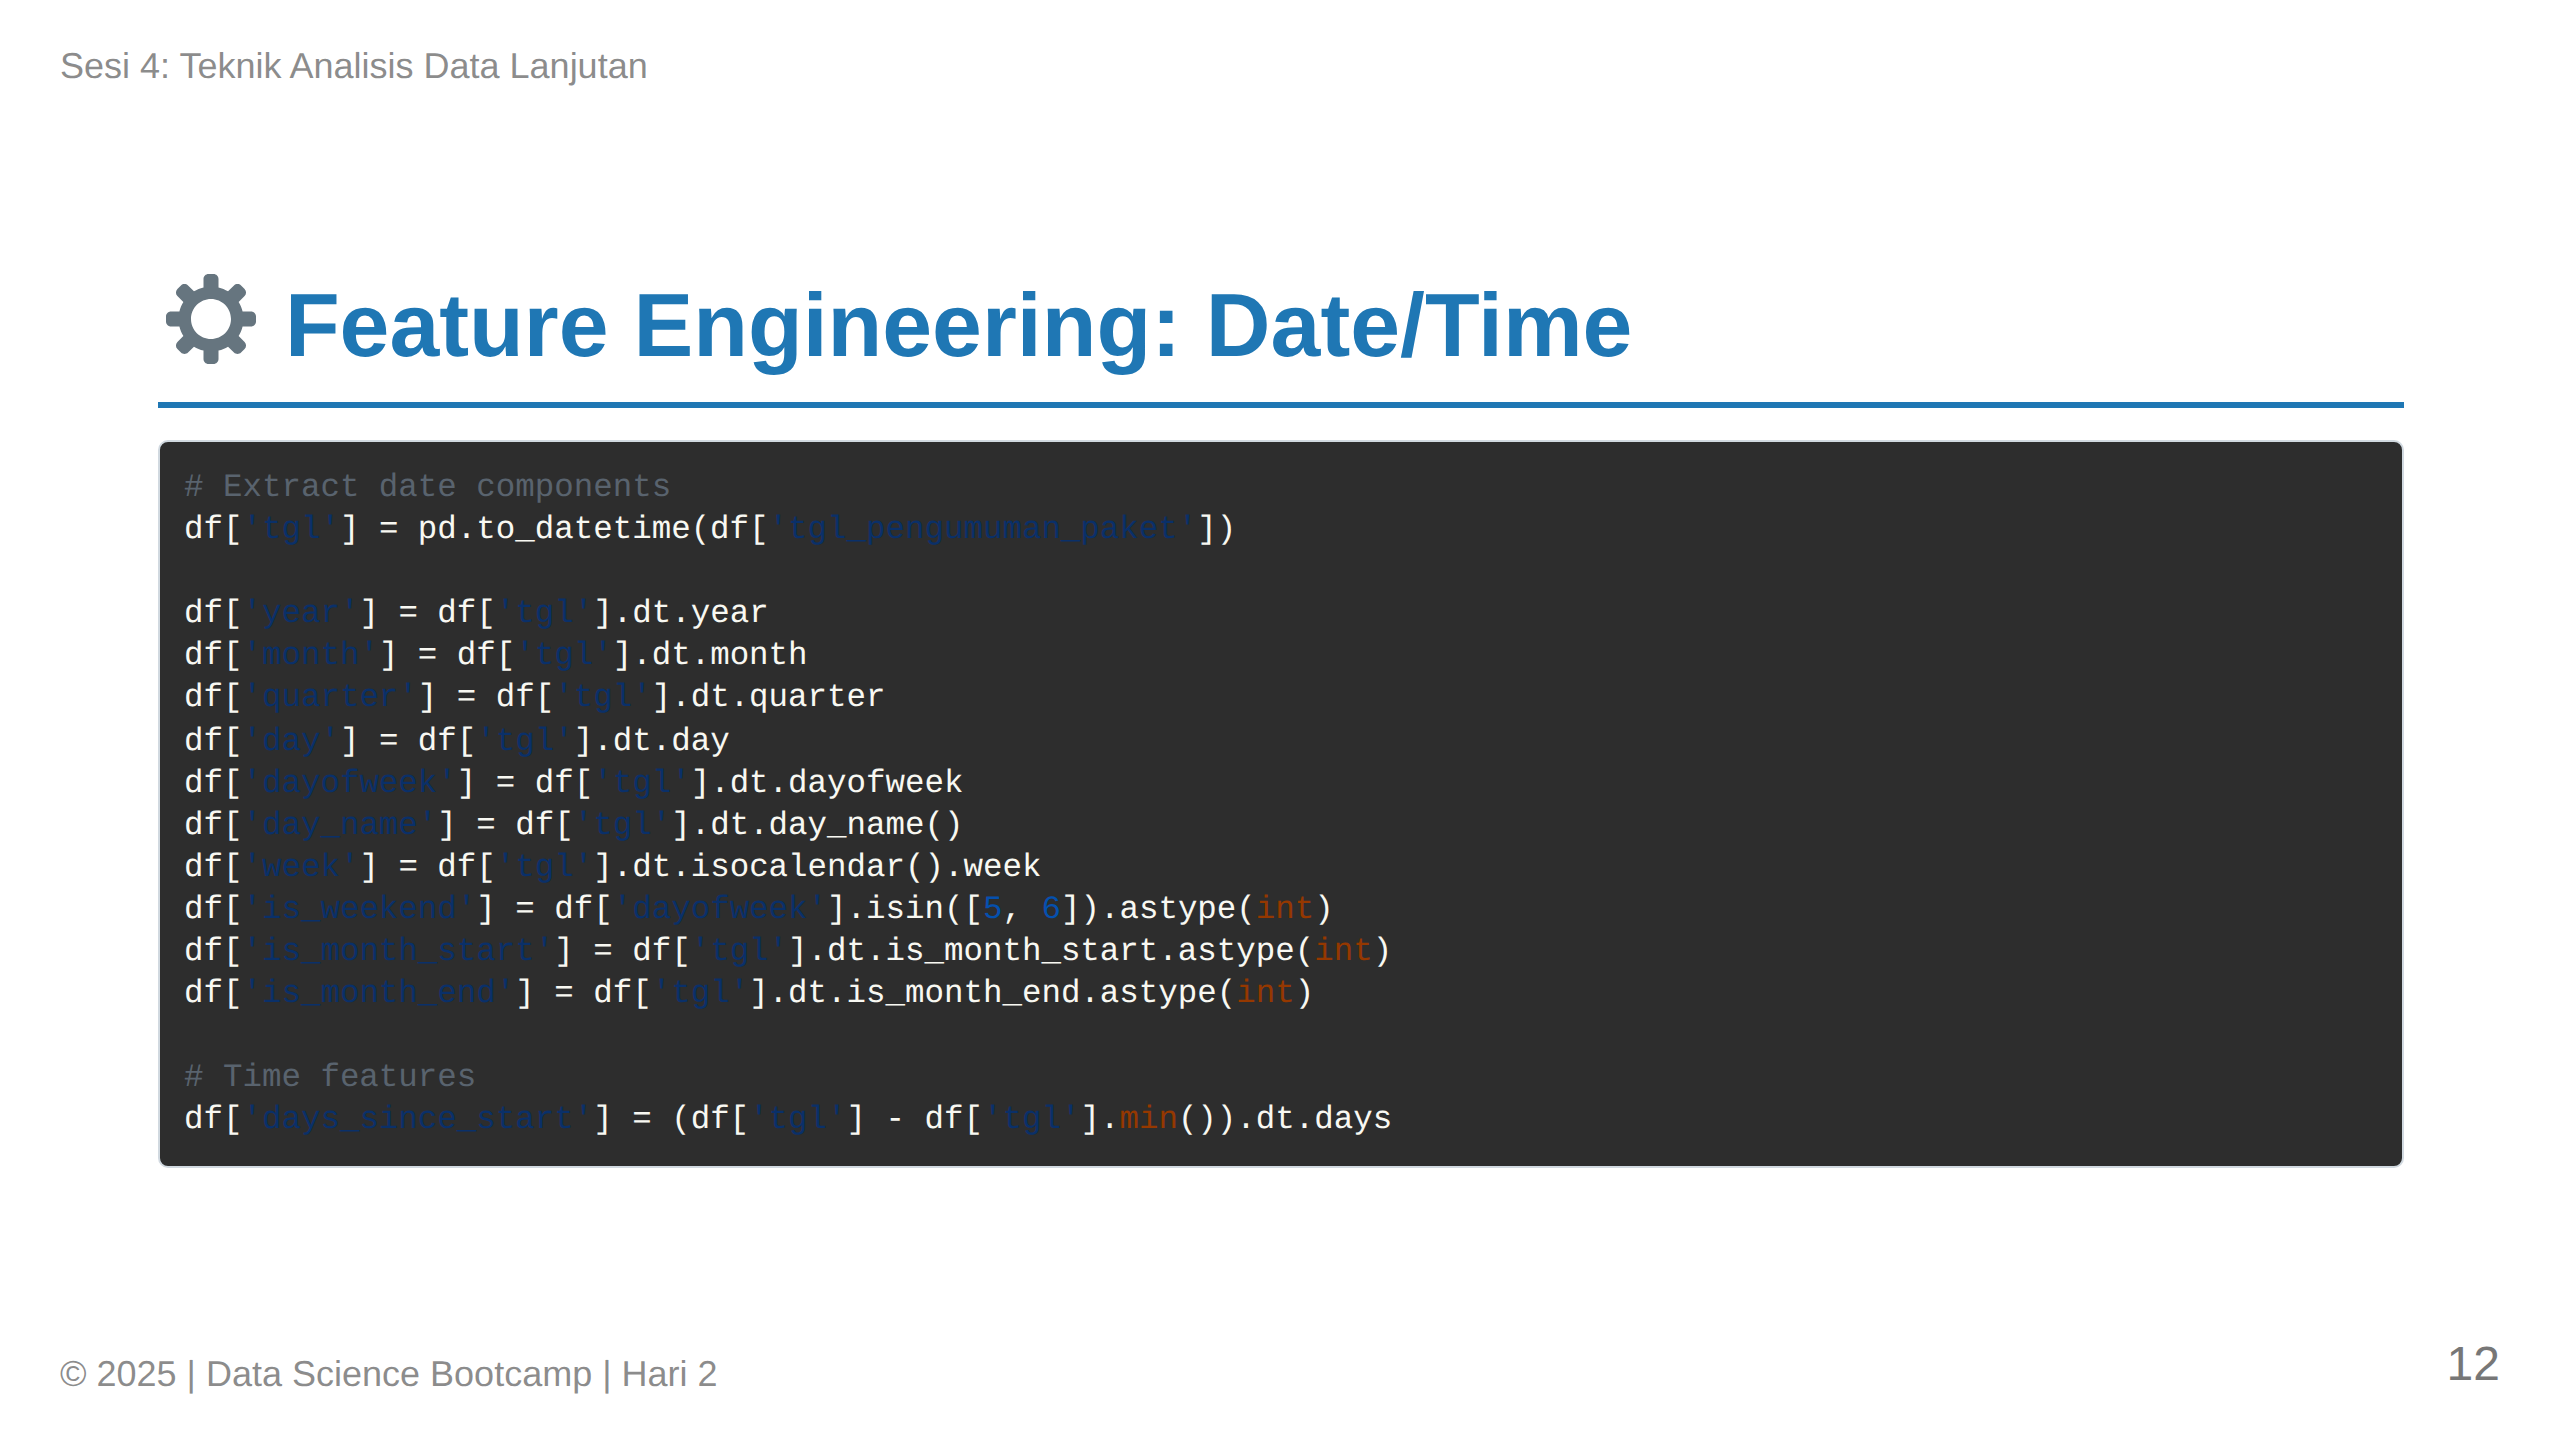 Sesi 4: Teknik Analisis Data Lanjutan
Feature Engineering: Date/Time
# Extract date components
df['tgl'] = pd.to_datetime(df['tgl_pengumuman_paket'])
df['year'] = df['tgl'].dt.year
df['month'] = df['tgl'].dt.month
df['quarter'] = df['tgl'].dt.quarter
df['day'] = df['tgl'].dt.day
df['dayofweek'] = df['tgl'].dt.dayofweek
df['day_name'] = df['tgl'].dt.day_name()
df['week'] = df['tgl'].dt.isocalendar().week
df['is_weekend'] = df['dayofweek'].isin([5, 6]).astype(int)
df['is_month_start'] = df['tgl'].dt.is_month_start.astype(int)
df['is_month_end'] = df['tgl'].dt.is_month_end.astype(int)
# Time features
df['days_since_start'] = (df['tgl'] - df['tgl'].min()).dt.days
© 2025 | Data Science Bootcamp | Hari 2
12